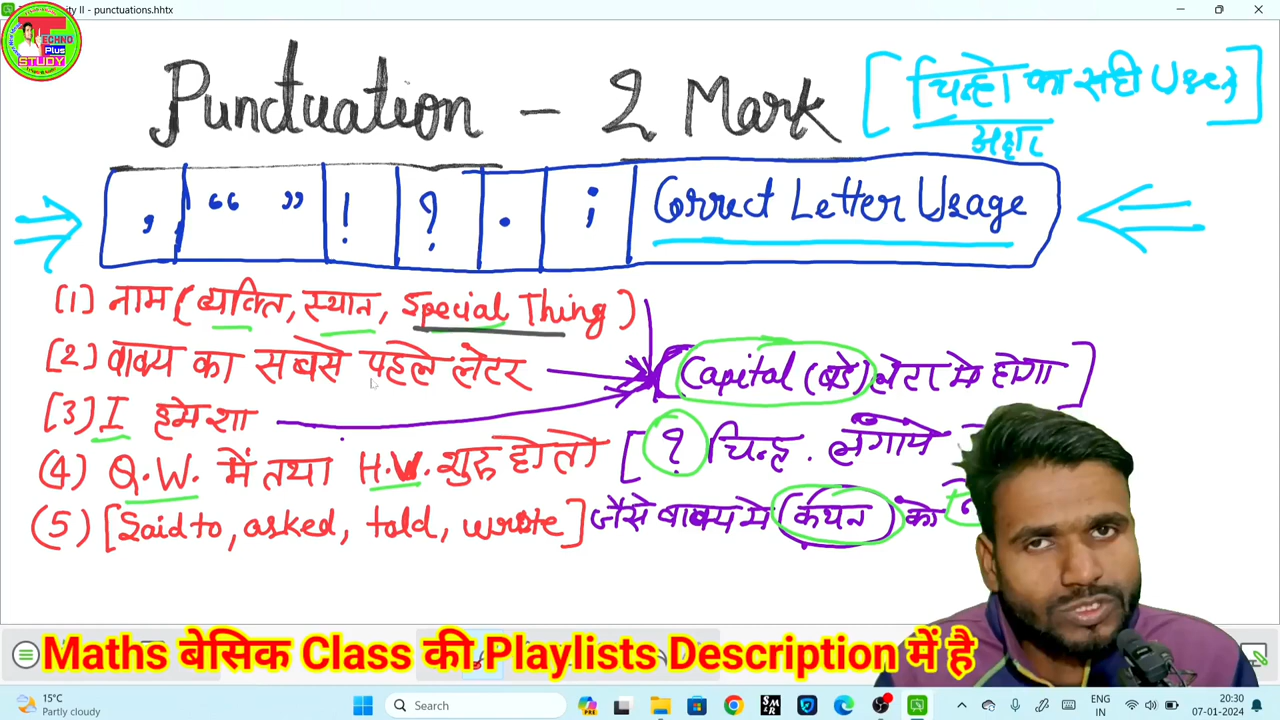 ity II - punctuations.hhtx
TECHNO
Plus
STUDY
Punctuation - 2 Mark
[चिन्हो का सही Use]
, “ ” ! ? . ; Correct Letter Usage
(1) नाम (व्यक्ति, स्थान, Special Thing)
(2) वाक्य का सबसे पहले लेटर [Capital (बड़े) लेटर मे होगा]
(3) I हमेशा
(4) Q.W. में तथा H.V. शुरु हो तो [? चिन्ह . लगाये
(5) [Said to, asked, told, wrote] जैसे वाक्य मे (कथन) को
Maths बेसिक Class की Playlists Description में है
15°C
Partly cloudy
Search
ENG
IN
20:30
07-01-2024